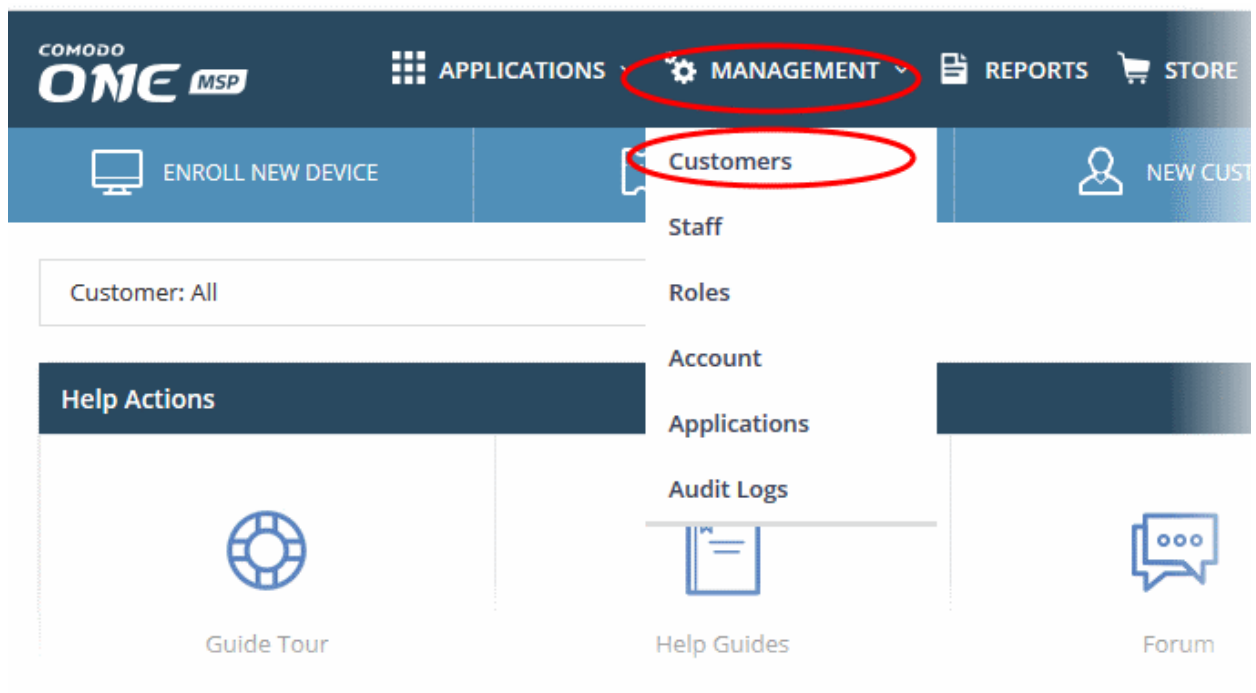 COMODO
ONE MSP
APPLICATIONS
MANAGEMENT
REPORTS
STORE
ENROLL NEW DEVICE
NEW CUST
Customers
Staff
Roles
Account
Applications
Audit Logs
Customer: All
Help Actions
Guide Tour
Help Guides
Forum